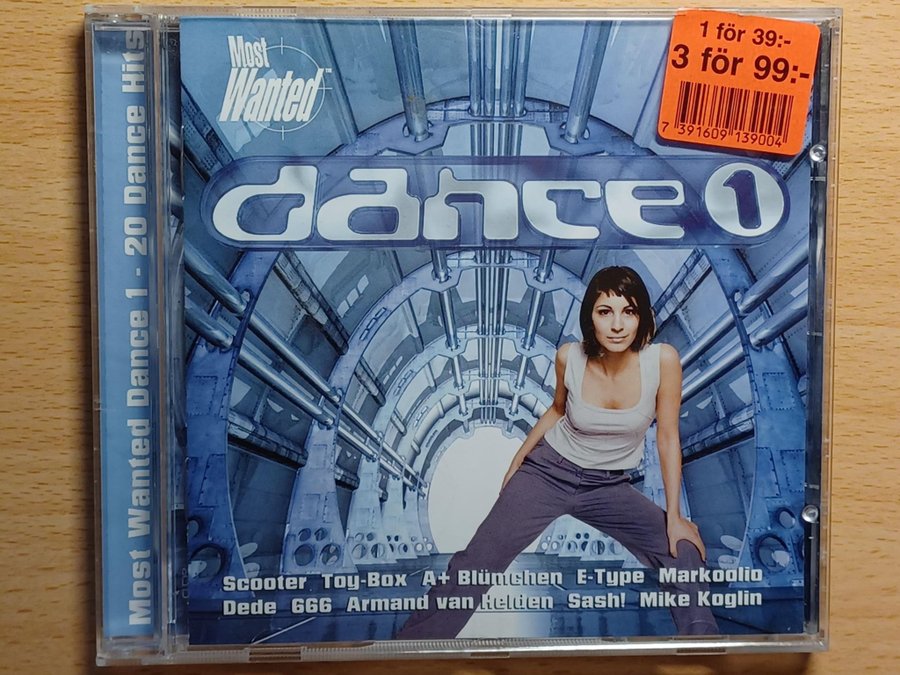 Most Wanted Dance 1 - 20 Dance Hits
Most
Wanted™
1 för 39:-
3 för 99:-
7 391609 139004
dance 1
Scooter Toy-Box A+ Blümchen E-Type Markoolio
Dede 666 Armand van Helden Sash! Mike Koglin